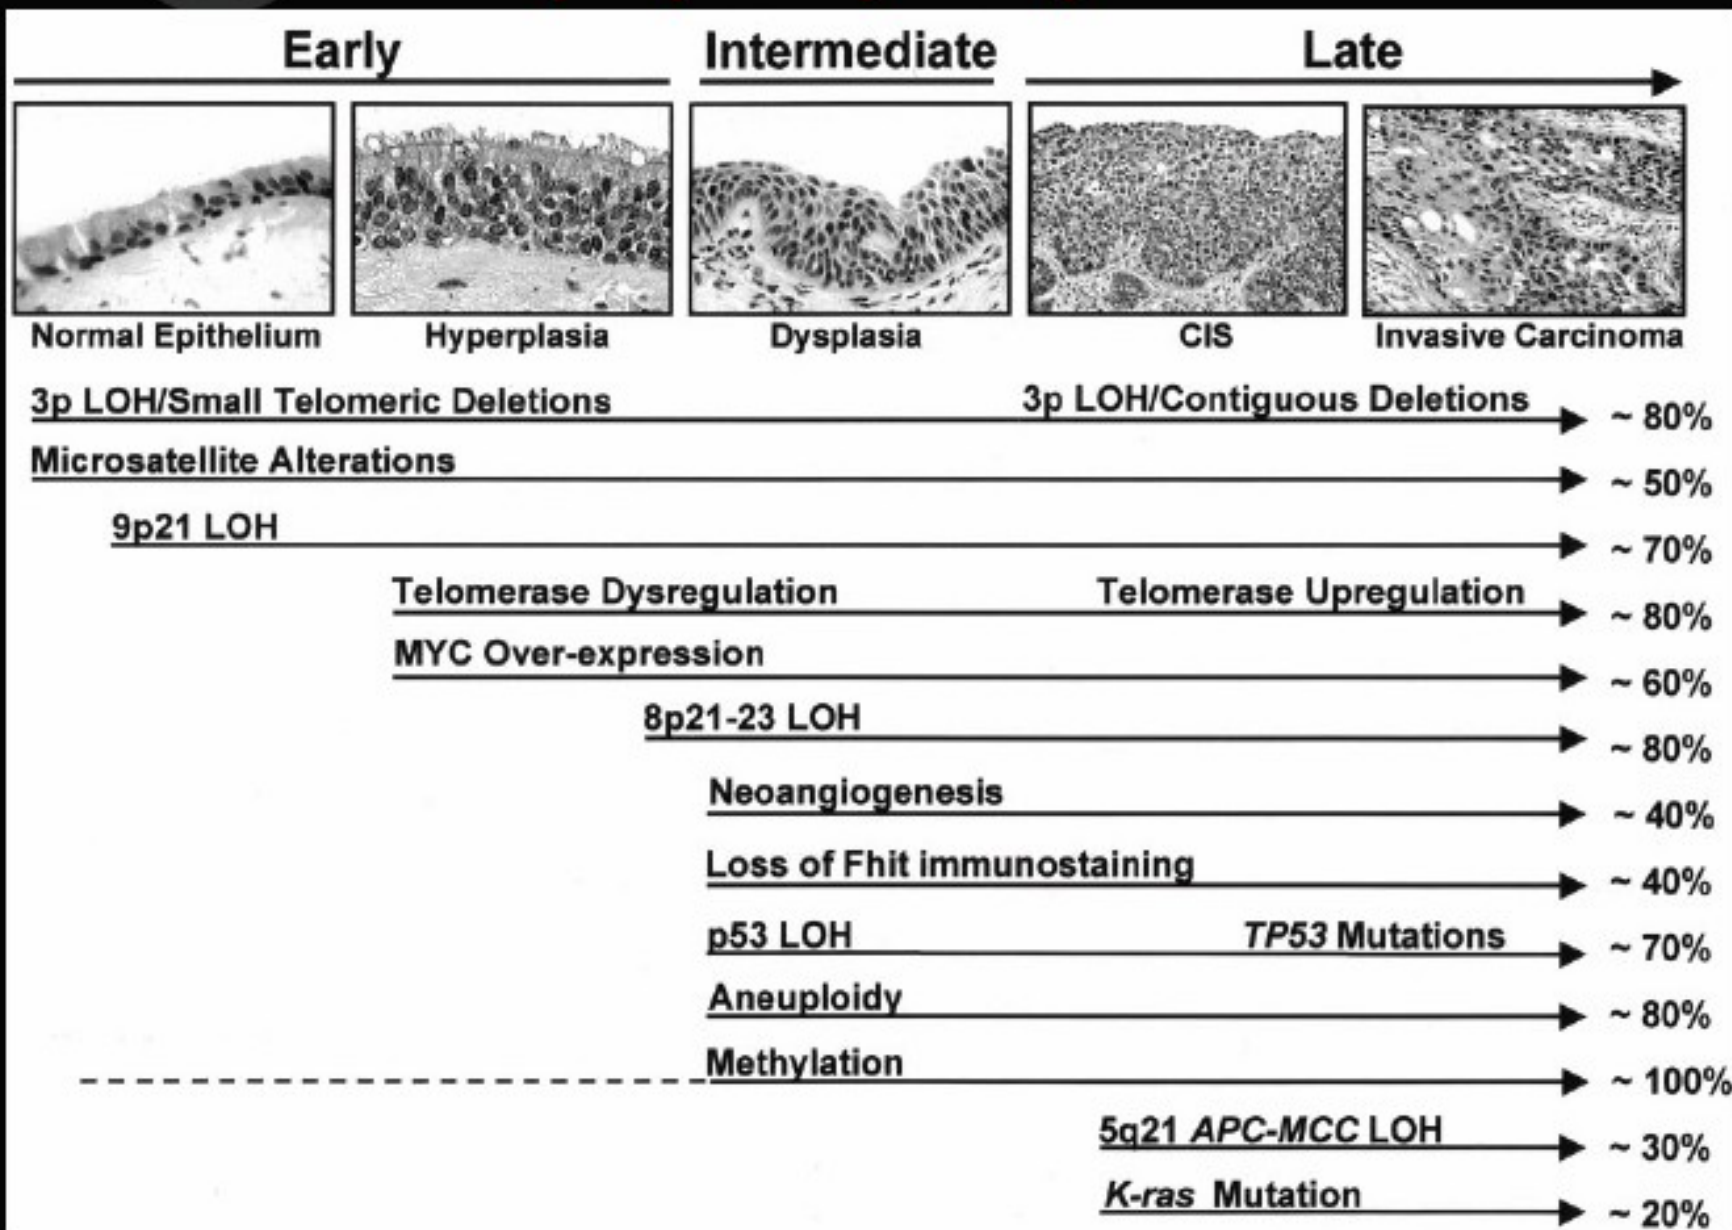 Early Intermediate Late
Normal Epithelium Hyperplasia Dysplasia CIS Invasive Carcinoma
3p LOH/Small Telomeric Deletions 3p LOH/Contiguous Deletions ~ 80%
Microsatellite Alterations ~ 50%
9p21 LOH ~ 70%
Telomerase Dysregulation Telomerase Upregulation ~ 80%
MYC Over-expression ~ 60%
8p21-23 LOH ~ 80%
Neoangiogenesis ~ 40%
Loss of Fhit immunostaining ~ 40%
p53 LOH TP53 Mutations ~ 70%
Aneuploidy ~ 80%
Methylation ~ 100%
5q21 APC-MCC LOH ~ 30%
K-ras Mutation ~ 20%